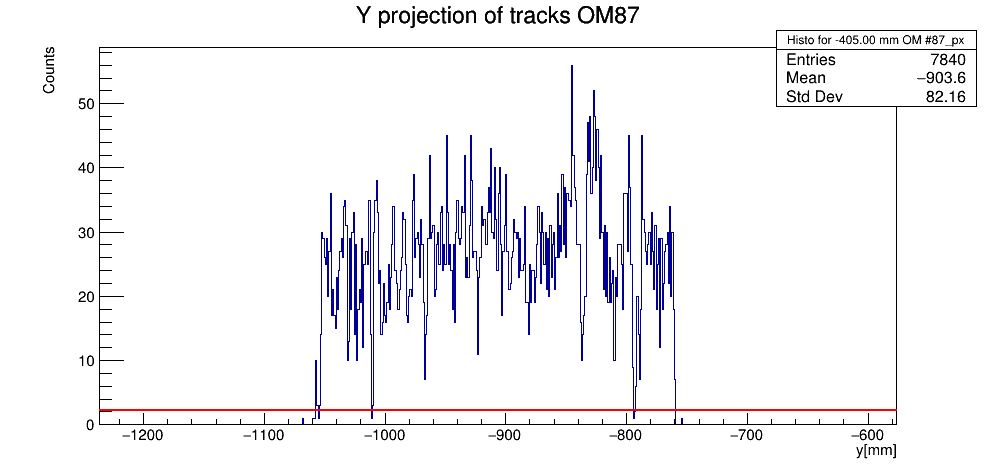 Y projection of tracks OM87
Histo for -405.00 mm OM #87_px
Entries 7840
Mean −903.6
Std Dev 82.16
Counts
50
40
30
20
10
0
−1200 −1100 −1000 −900 −800 −700 −600
y[mm]